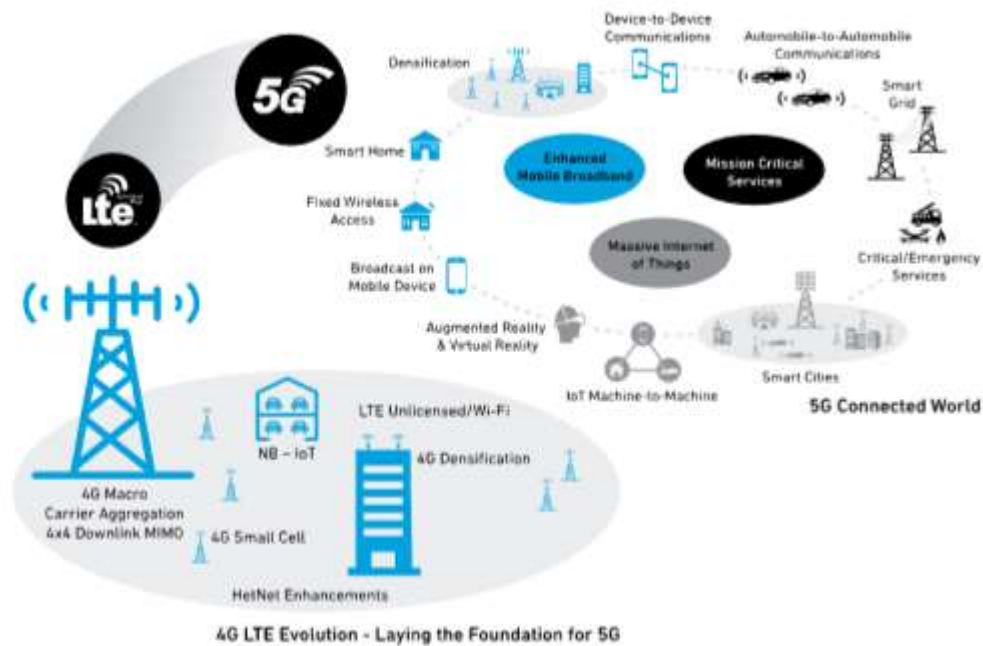 5G
Lte
Densification
Device-to-Device
Communications
Automobile-to-Automobile
Communications
Smart
Grid
Smart Home
Enhanced
Mobile Broadband
Mission Critical
Services
Fixed Wireless
Access
Massive Internet
of Things
Critical/Emergency
Services
Broadcast on
Mobile Device
Augmented Reality
& Virtual Reality
IoT Machine-to-Machine
Smart Cities
5G Connected World
LTE Unlicensed/Wi-Fi
NB – IoT
4G Densification
4G Macro
Carrier Aggregation
4x4 Downlink MIMO
4G Small Cell
HetNet Enhancements
4G LTE Evolution - Laying the Foundation for 5G